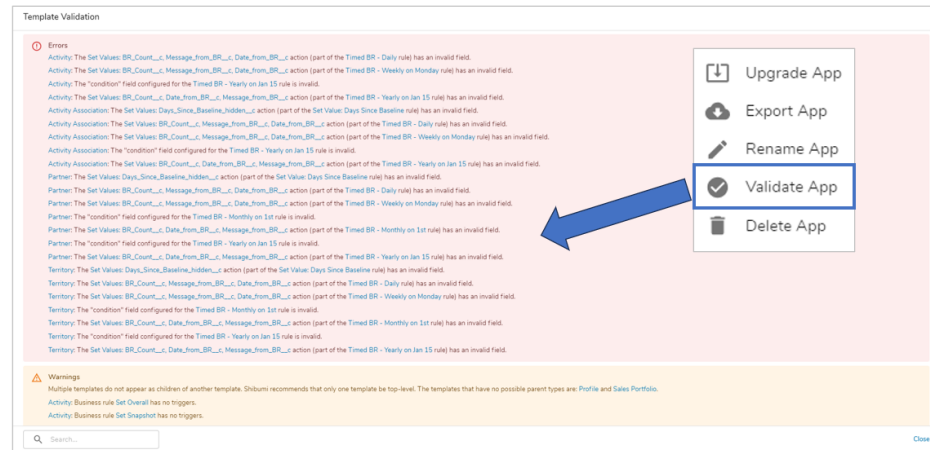 Template Validation
Errors
Activity: The Set Values: BR_Count__c, Message_from_BR__c, Date_from_BR__c action (part of the Timed BR - Daily rule) has an invalid field.
Activity: The Set Values: BR_Count__c, Message_from_BR__c, Date_from_BR__c action (part of the Timed BR - Weekly on Monday rule) has an invalid field.
Activity: The "condition" field configured for the Timed BR - Yearly on Jan 15 rule is invalid.
Activity: The Set Values: BR_Count__c, Date_from_BR__c, Message_from_BR__c action (part of the Timed BR - Yearly on Jan 15 rule) has an invalid field.
Activity Association: The Set Values: Days_Since_Baseline_hidden__c action (part of the Set Value: Days Since Baseline rule) has an invalid field.
Activity Association: The Set Values: BR_Count__c, Message_from_BR__c, Date_from_BR__c action (part of the Timed BR - Daily rule) has an invalid field.
Activity Association: The Set Values: BR_Count__c, Message_from_BR__c, Date_from_BR__c action (part of the Timed BR - Weekly on Monday rule) has an invalid field.
Activity Association: The "condition" field configured for the Timed BR - Yearly on Jan 15 rule is invalid.
Activity Association: The Set Values: BR_Count__c, Date_from_BR__c, Message_from_BR__c action (part of the Timed BR - Yearly on Jan 15 rule) has an invalid field.
Partner: The Set Values: Days_Since_Baseline_hidden__c action (part of the Set Value: Days Since Baseline rule) has an invalid field.
Partner: The Set Values: BR_Count__c, Message_from_BR__c, Date_from_BR__c action (part of the Timed BR - Daily rule) has an invalid field.
Partner: The Set Values: BR_Count__c, Message_from_BR__c, Date_from_BR__c action (part of the Timed BR - Weekly on Monday rule) has an invalid field.
Partner: The "condition" field configured for the Timed BR - Monthly on 1st rule is invalid.
Partner: The Set Values: BR_Count__c, Date_from_BR__c, Message_from_BR__c action (part of the Timed BR - Monthly on 1st rule) has an invalid field.
Partner: The "condition" field configured for the Timed BR - Yearly on Jan 15 rule is invalid.
Partner: The Set Values: BR_Count__c, Date_from_BR__c, Message_from_BR__c action (part of the Timed BR - Yearly on Jan 15 rule) has an invalid field.
Territory: The Set Values: Days_Since_Baseline_hidden__c action (part of the Set Value: Days Since Baseline rule) has an invalid field.
Territory: The Set Values: BR_Count__c, Message_from_BR__c, Date_from_BR__c action (part of the Timed BR - Daily rule) has an invalid field.
Territory: The Set Values: BR_Count__c, Message_from_BR__c, Date_from_BR__c action (part of the Timed BR - Weekly on Monday rule) has an invalid field.
Territory: The "condition" field configured for the Timed BR - Monthly on 1st rule is invalid.
Territory: The Set Values: BR_Count__c, Date_from_BR__c, Message_from_BR__c action (part of the Timed BR - Monthly on 1st rule) has an invalid field.
Territory: The "condition" field configured for the Timed BR - Yearly on Jan 15 rule is invalid.
Territory: The Set Values: BR_Count__c, Date_from_BR__c, Message_from_BR__c action (part of the Timed BR - Yearly on Jan 15 rule) has an invalid field.
Warnings
Multiple templates do not appear as children of another template. Shibumi recommends that only one template be top-level. The templates that have no possible parent types are: Profile and Sales Portfolio.
Activity: Business rule Set Overall has no triggers.
Activity: Business rule Set Snapshot has no triggers.
Search...
Close
Upgrade App
Export App
Rename App
Validate App
Delete App